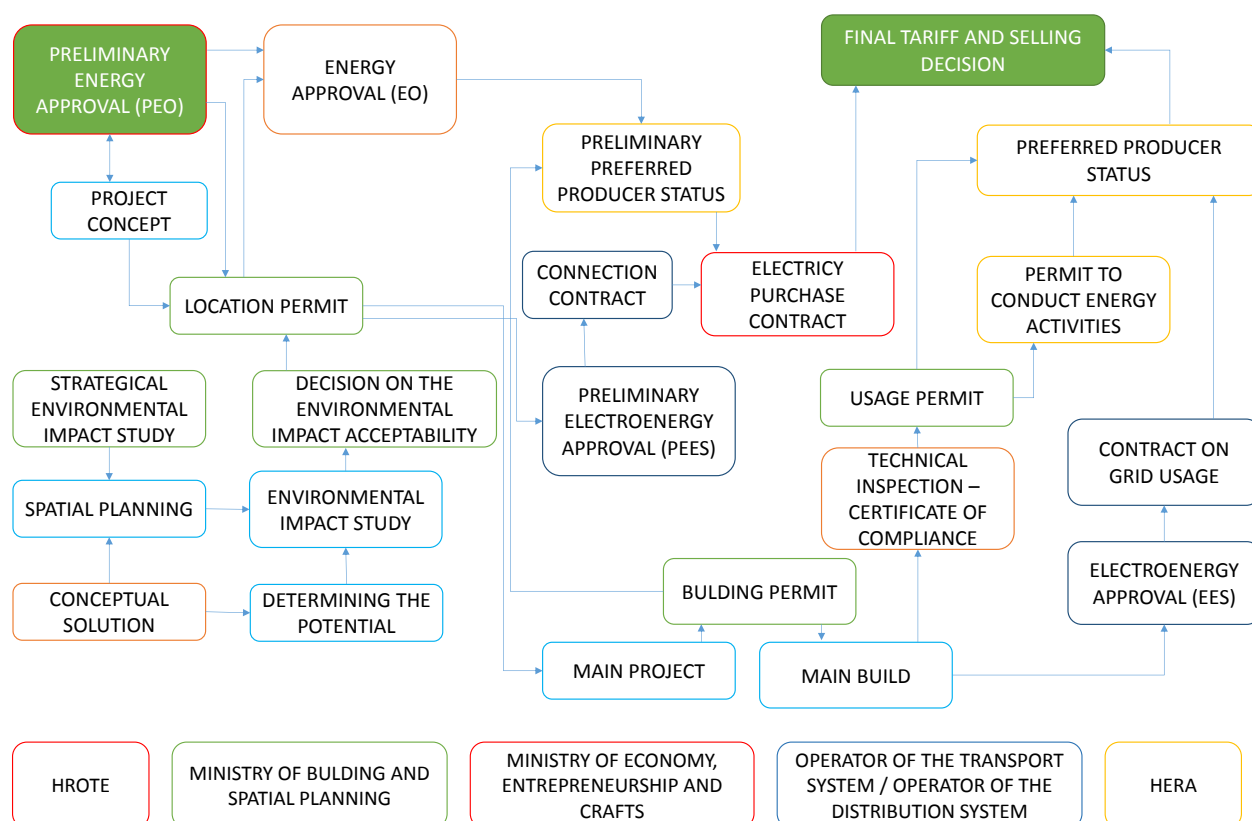 PRELIMINARY
ENERGY
APPROVAL (PEO)
ENERGY
APPROVAL (EO)
FINAL TARIFF AND SELLING
DECISION
PRELIMINARY
PREFERRED
PRODUCER STATUS
PREFERRED PRODUCER
STATUS
PROJECT
CONCEPT
LOCATION PERMIT
CONNECTION
CONTRACT
ELECTRICY
PURCHASE
CONTRACT
PERMIT TO
CONDUCT ENERGY
ACTIVITIES
STRATEGICAL
ENVIRONMENTAL
IMPACT STUDY
DECISION ON THE
ENVIRONMENTAL
IMPACT ACCEPTABILITY
PRELIMINARY
ELECTROENERGY
APPROVAL (PEES)
USAGE PERMIT
SPATIAL PLANNING
ENVIRONMENTAL
IMPACT STUDY
TECHNICAL
INSPECTION –
CERTIFICATE OF
COMPLIANCE
CONTRACT ON
GRID USAGE
CONCEPTUAL
SOLUTION
DETERMINING THE
POTENTIAL
BULDING PERMIT
ELECTROENERGY
APPROVAL (EES)
MAIN PROJECT
MAIN BUILD
HROTE
MINISTRY OF BULDING AND
SPATIAL PLANNING
MINISTRY OF ECONOMY,
ENTREPRENEURSHIP AND
CRAFTS
OPERATOR OF THE TRANSPORT
SYSTEM / OPERATOR OF THE
DISTRIBUTION SYSTEM
HERA